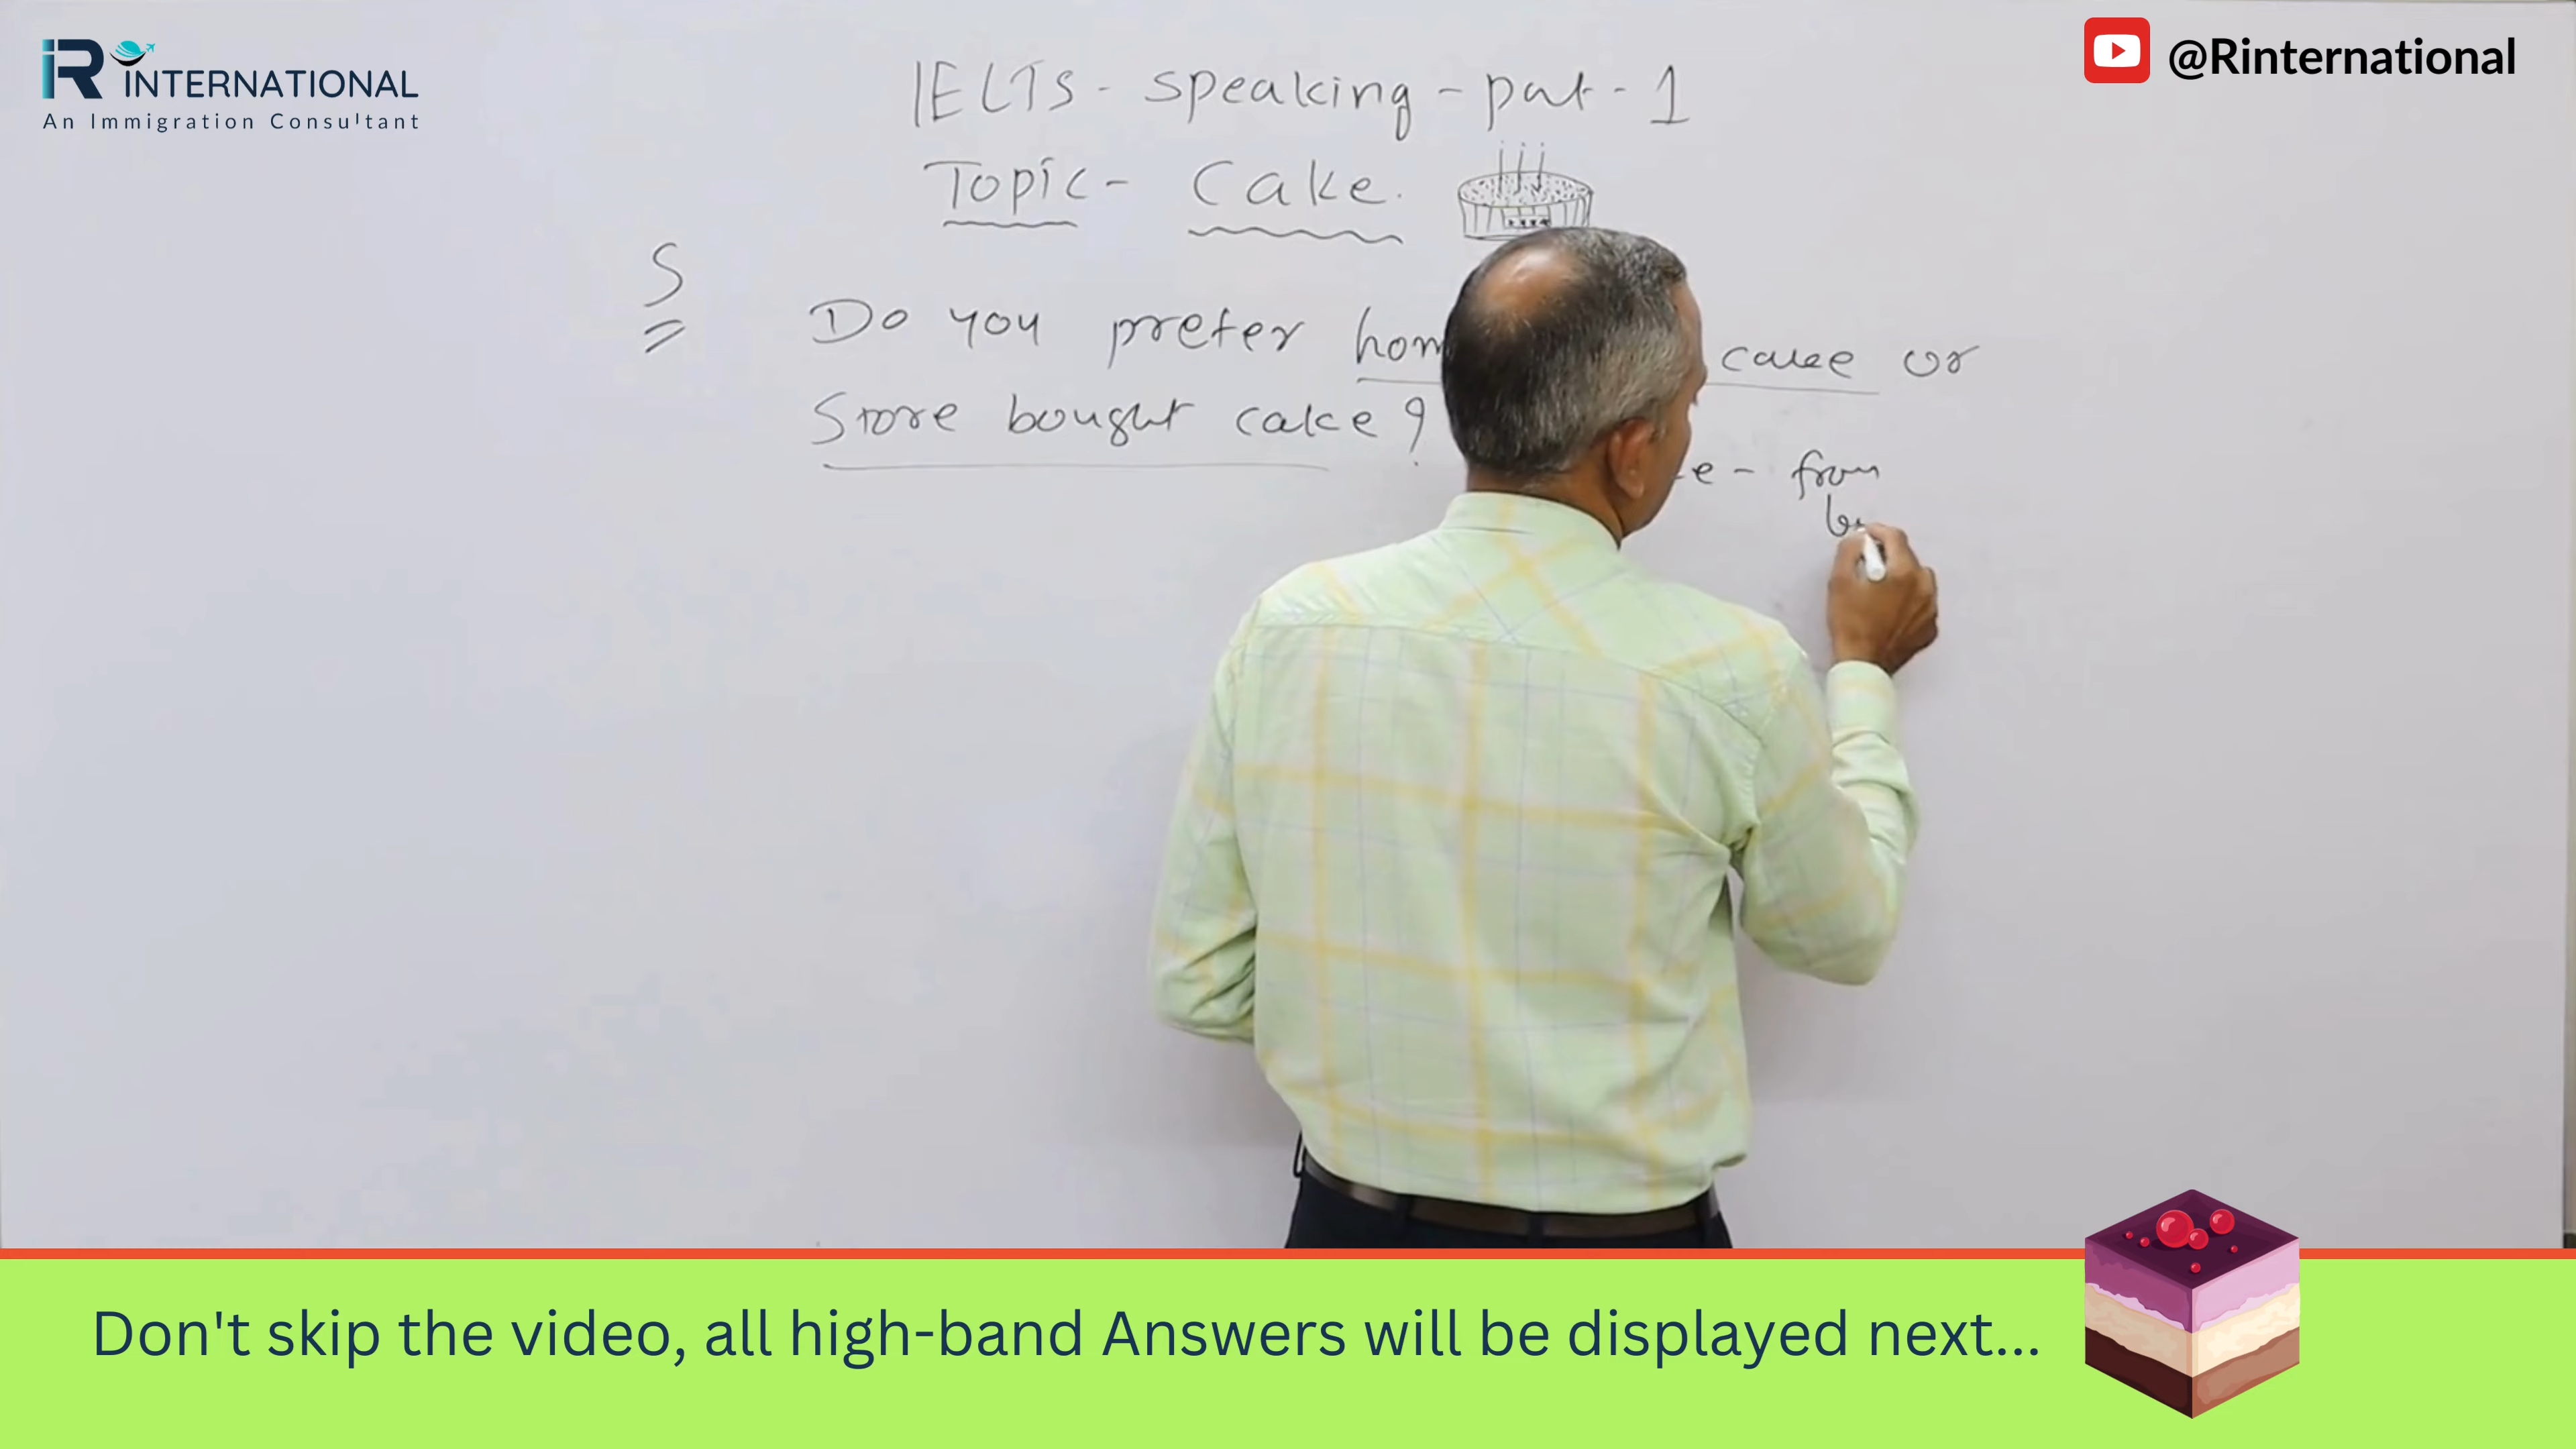 iR INTERNATIONAL
An Immigration Consultant
@Rinternational
IELTS - Speaking - part - 1
Topic - Cake.
S
Do you prefer hom cake or
Store bought cake?
e - from
Don't skip the video, all high-band Answers will be displayed next...